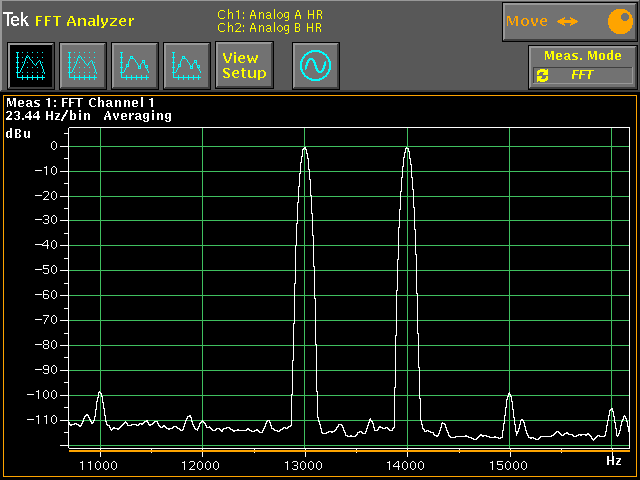 Tek FFT Analyzer
Ch1: Analog A HR
Ch2: Analog B HR
Move
View
Setup
Meas. Mode
FFT
Meas 1: FFT Channel 1
23.44 Hz/bin Averaging
dBu
0
−10
−20
−30
−40
−50
−60
−70
−80
−90
−100
−110
11000 12000 13000 14000 15000 Hz